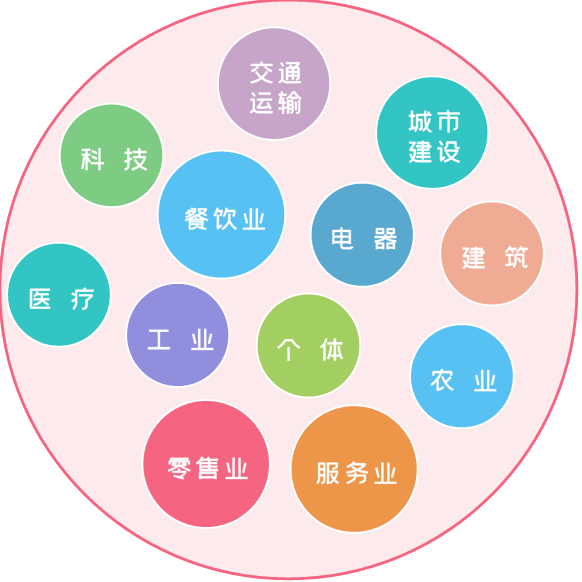 交通
运输
城市
建设
科 技
餐饮业
电 器
建 筑
医 疗
工 业
个 体
农 业
零售业
服务业